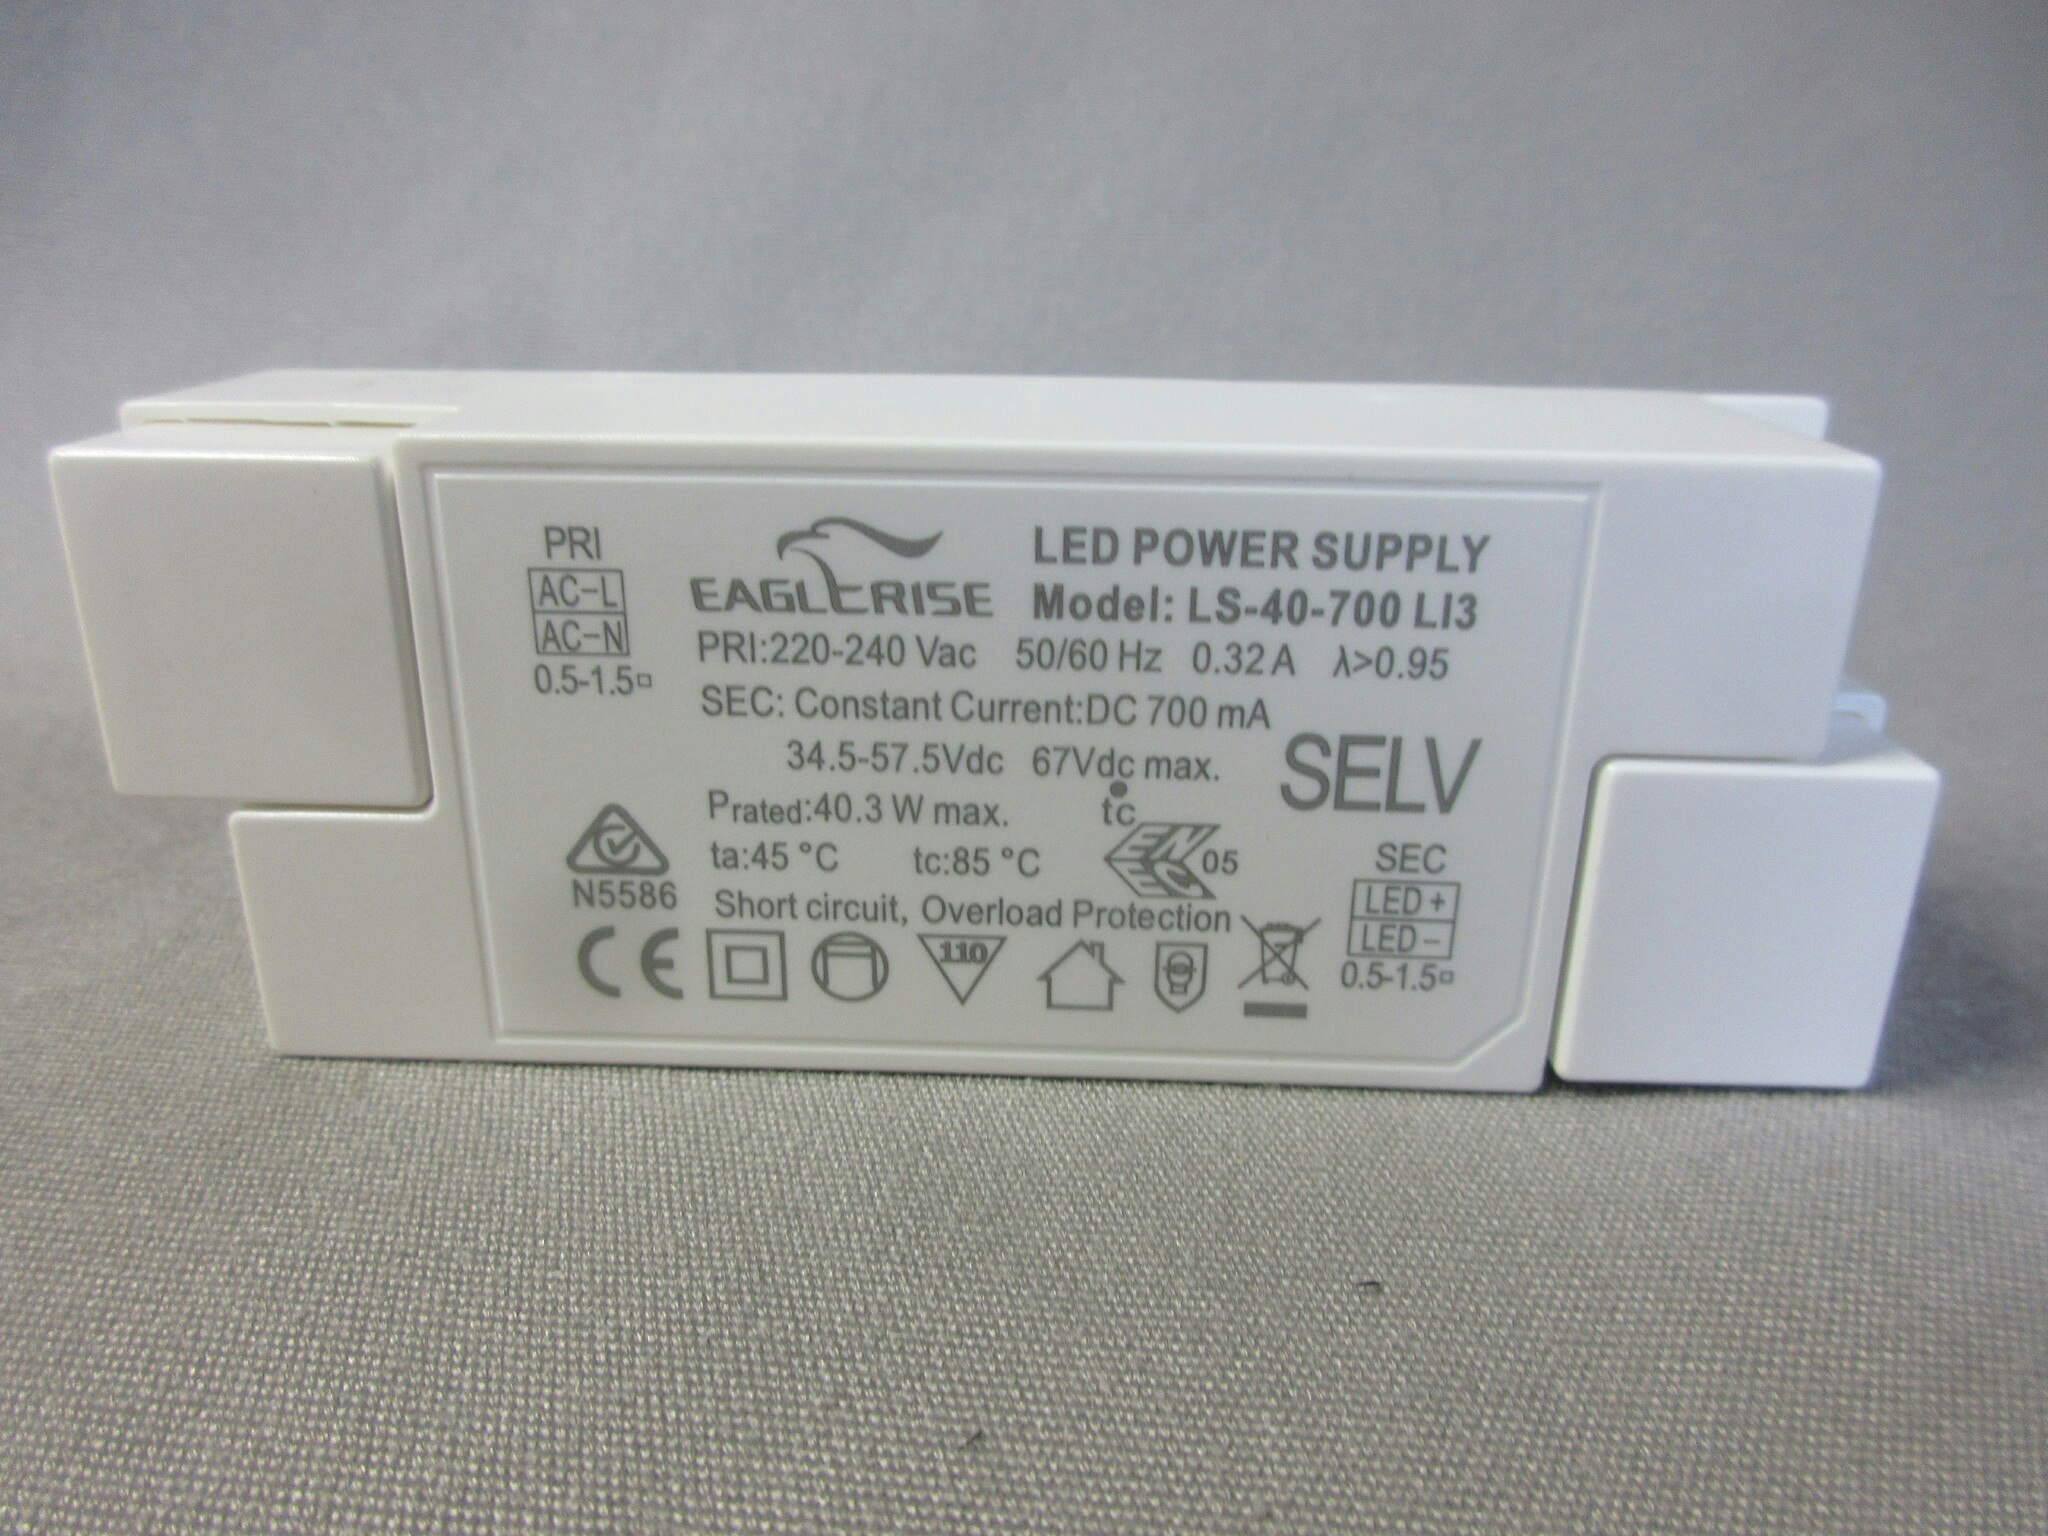 PRI
AC-L
AC-N
0.5-1.5
EAGLERISE
LED POWER SUPPLY
Model: LS-40-700 LI3
PRI:220-240 Vac 50/60 Hz 0.32 A λ>0.95
SEC: Constant Current:DC 700 mA
34.5-57.5Vdc 67Vdc max.
SELV
Prated:40.3 W max.
tc
ta:45 °C tc:85 °C
ENEC 05
N5586
Short circuit, Overload Protection
CE
110
SEC
LED +
LED -
0.5-1.5